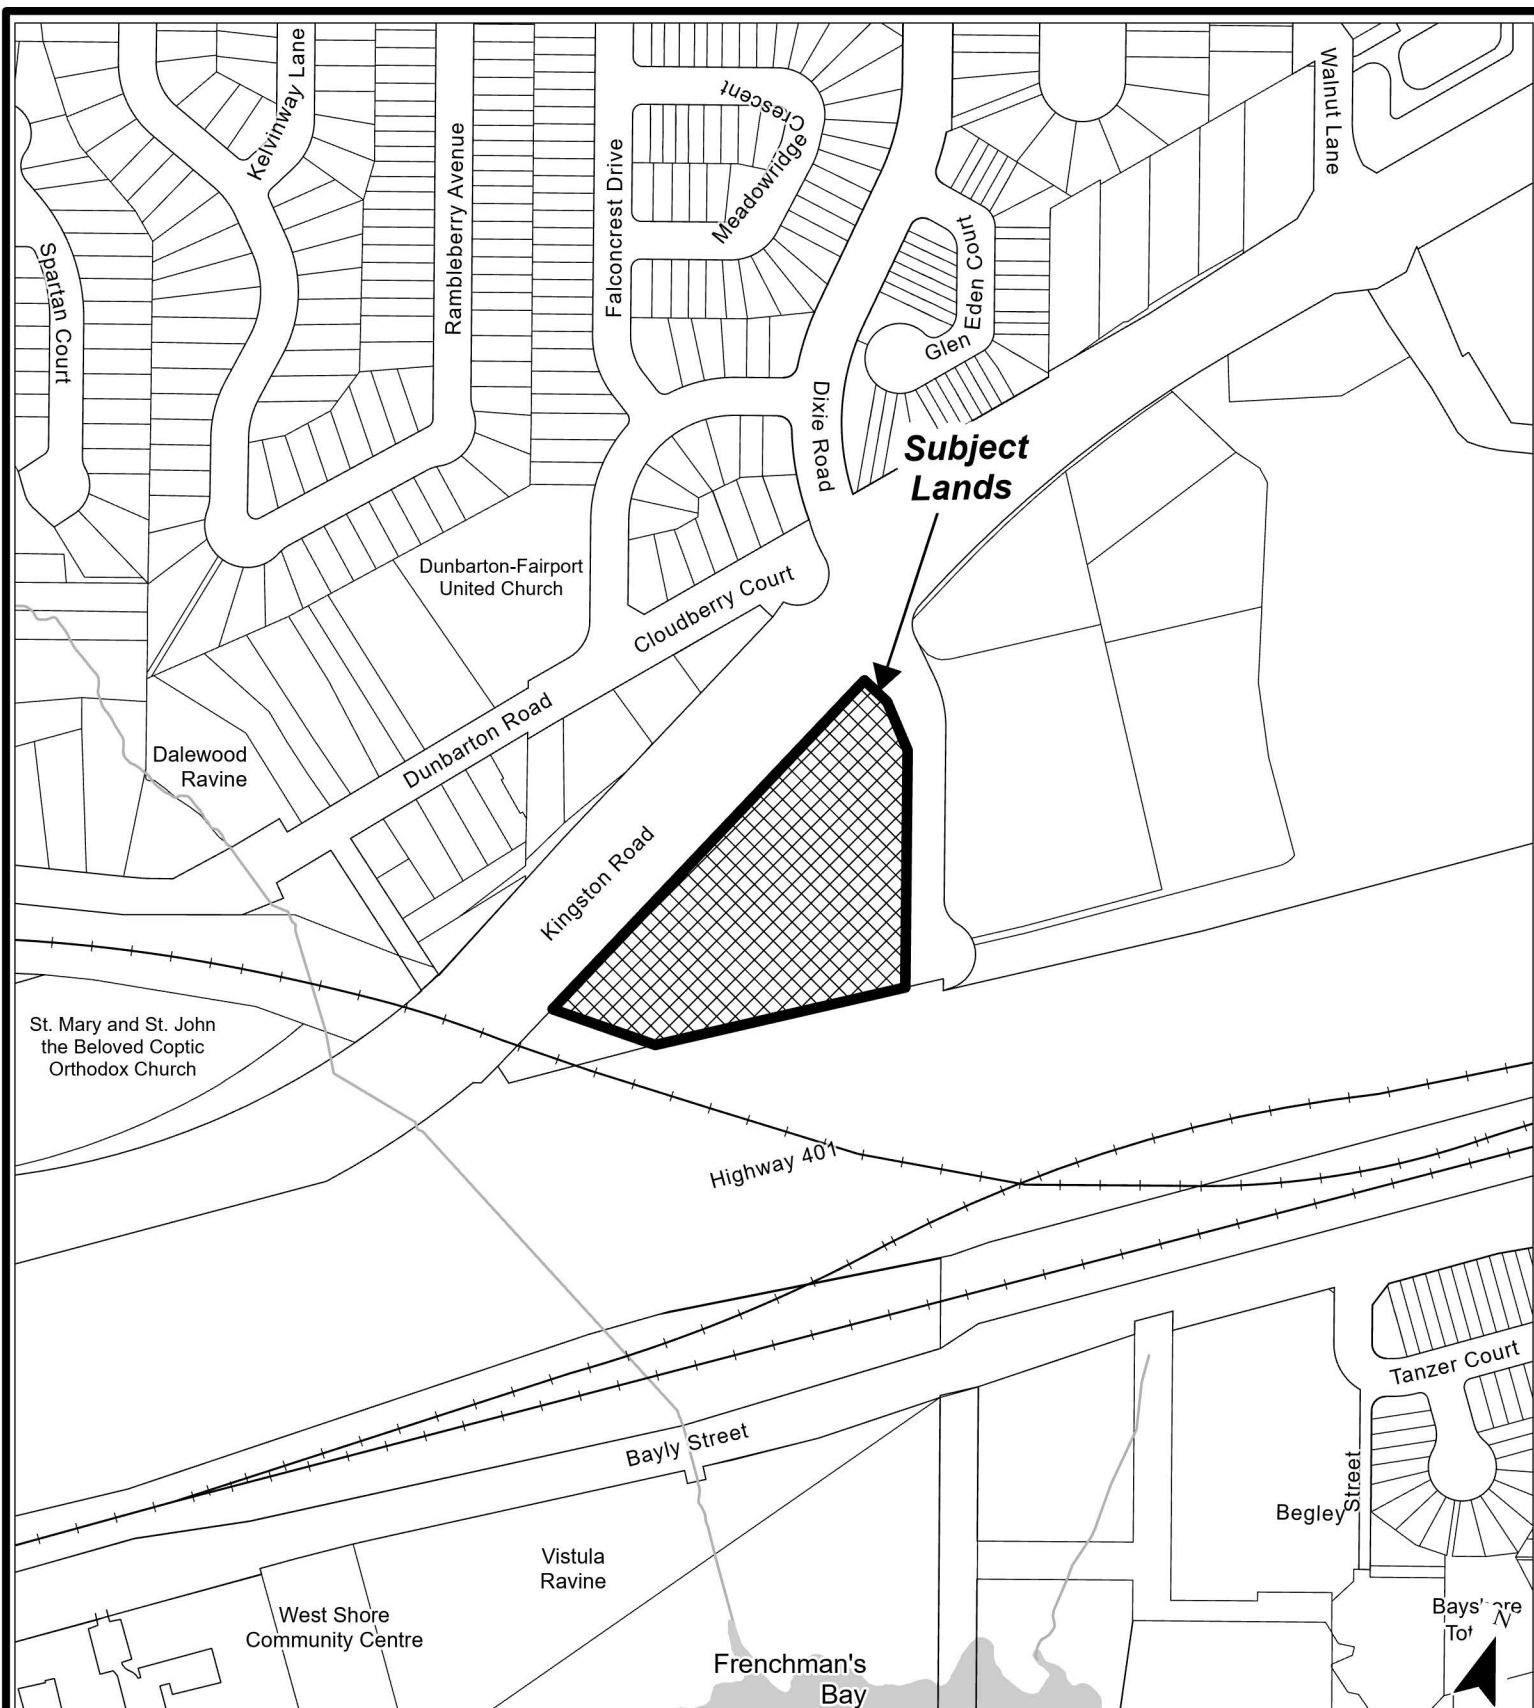 Kelvinway Lane
Walnut Lane
Crescent
Meadowridge
Rambleberry Avenue
Falconcrest Drive
Spartan Court
Eden Court
Glen
Dixie Road
Subject
Lands
Dunbarton-Fairport
United Church
Cloudberry Court
Dunbarton Road
Dalewood
Ravine
Kingston Road
St. Mary and St. John
the Beloved Coptic
Orthodox Church
Highway 401
Tanzer Court
Bayly Street
Begley
Street
Vistula
Ravine
West Shore
Community Centre
N
Frenchman's
Bay